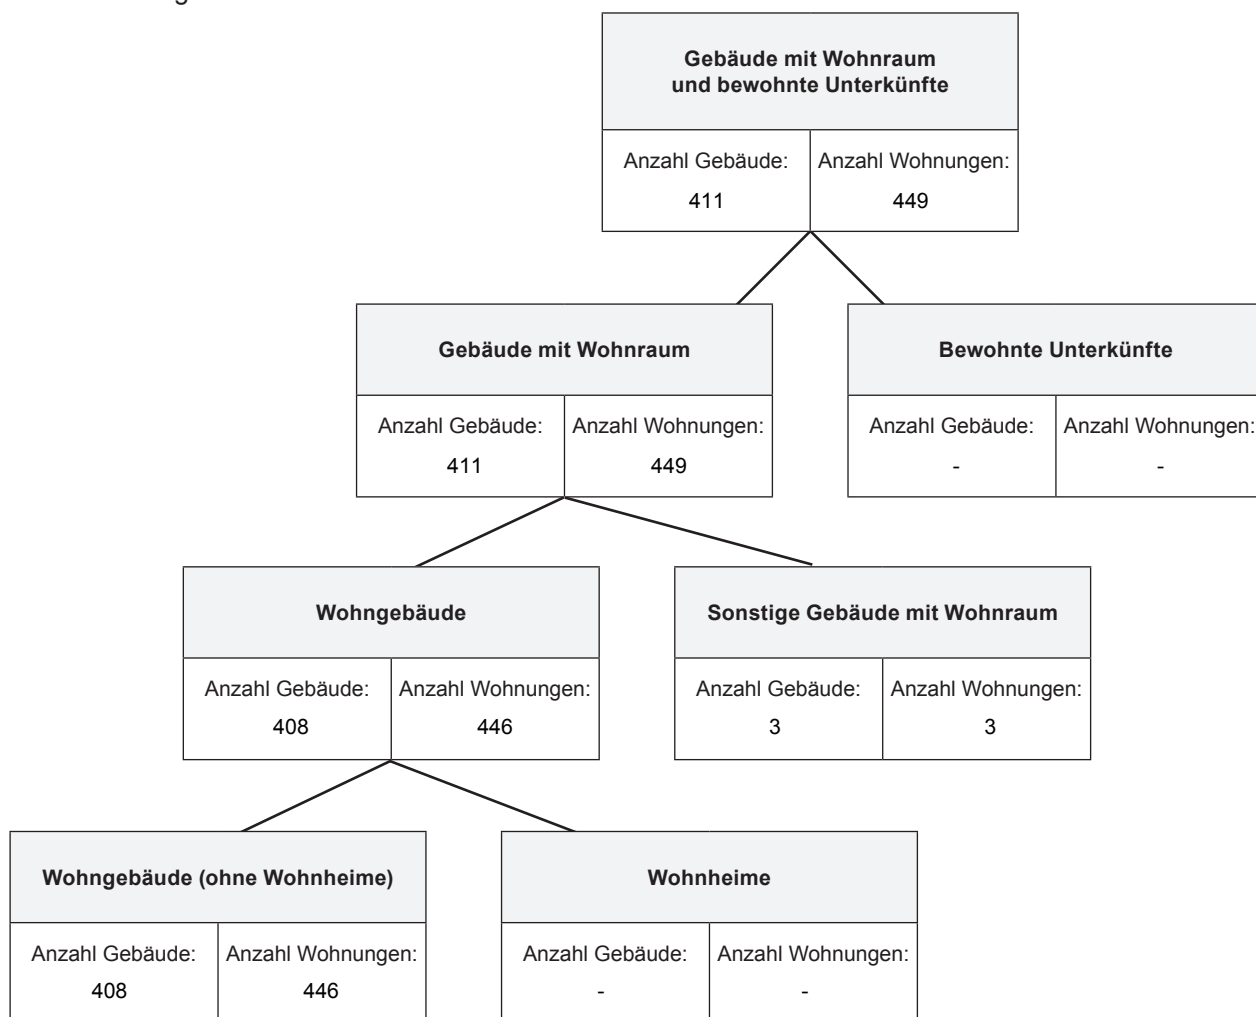 Gebäude mit Wohnraum
und bewohnte Unterkünfte
Anzahl Gebäude: Anzahl Wohnungen:
411 449
Gebäude mit Wohnraum Bewohnte Unterkünfte
Anzahl Gebäude: Anzahl Wohnungen: Anzahl Gebäude: Anzahl Wohnungen:
411 449 - -
Wohngebäude Sonstige Gebäude mit Wohnraum
Anzahl Gebäude: Anzahl Wohnungen: Anzahl Gebäude: Anzahl Wohnungen:
408 446 3 3
Wohngebäude (ohne Wohnheime) Wohnheime
Anzahl Gebäude: Anzahl Wohnungen: Anzahl Gebäude: Anzahl Wohnungen:
408 446 - -